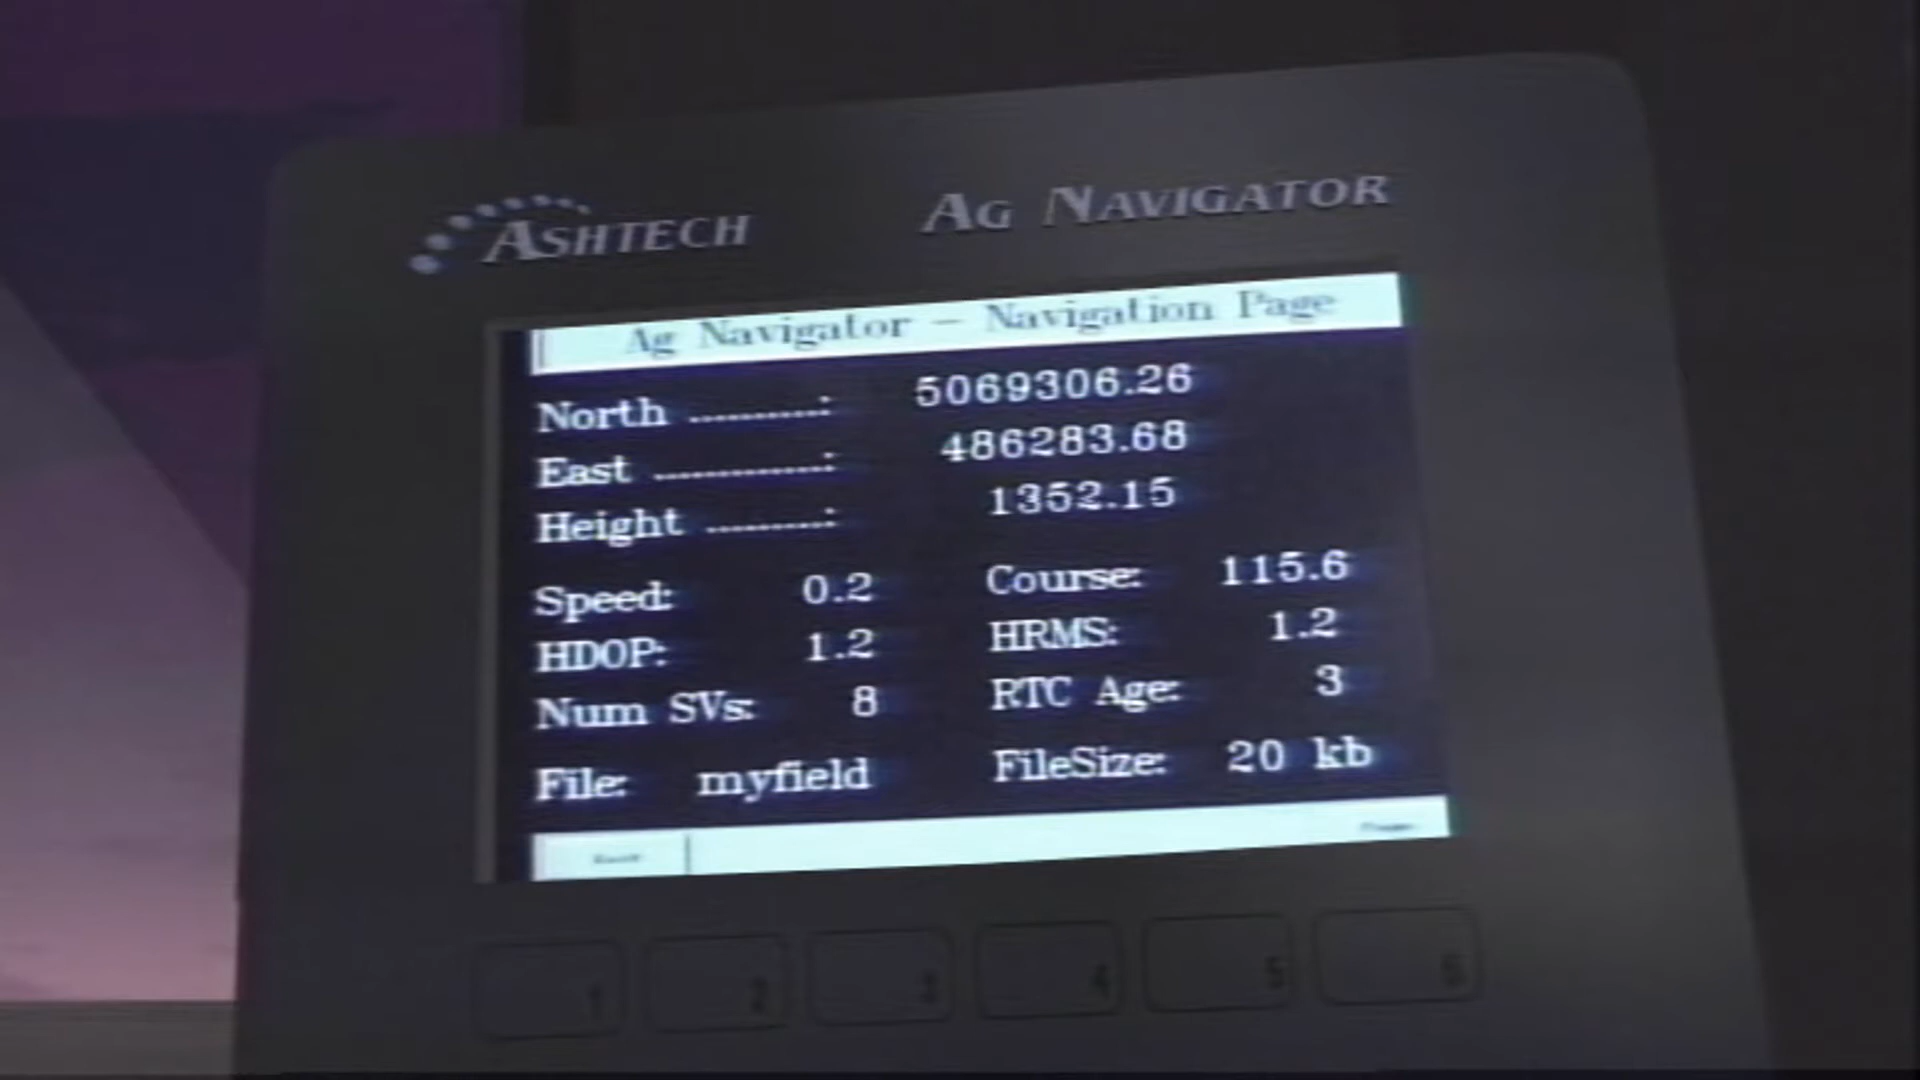 ASHTECH AG NAVIGATOR
Ag Navigator - Navigation Page
North ...........: 5069306.26
East ..............: 486283.68
Height ..........: 1352.15
Speed: 0.2 Course: 115.6
HDOP: 1.2 HRMS: 1.2
Num SVs: 8 RTC Age: 3
File: myfield FileSize: 20 kb
1 2 3 4 5 6